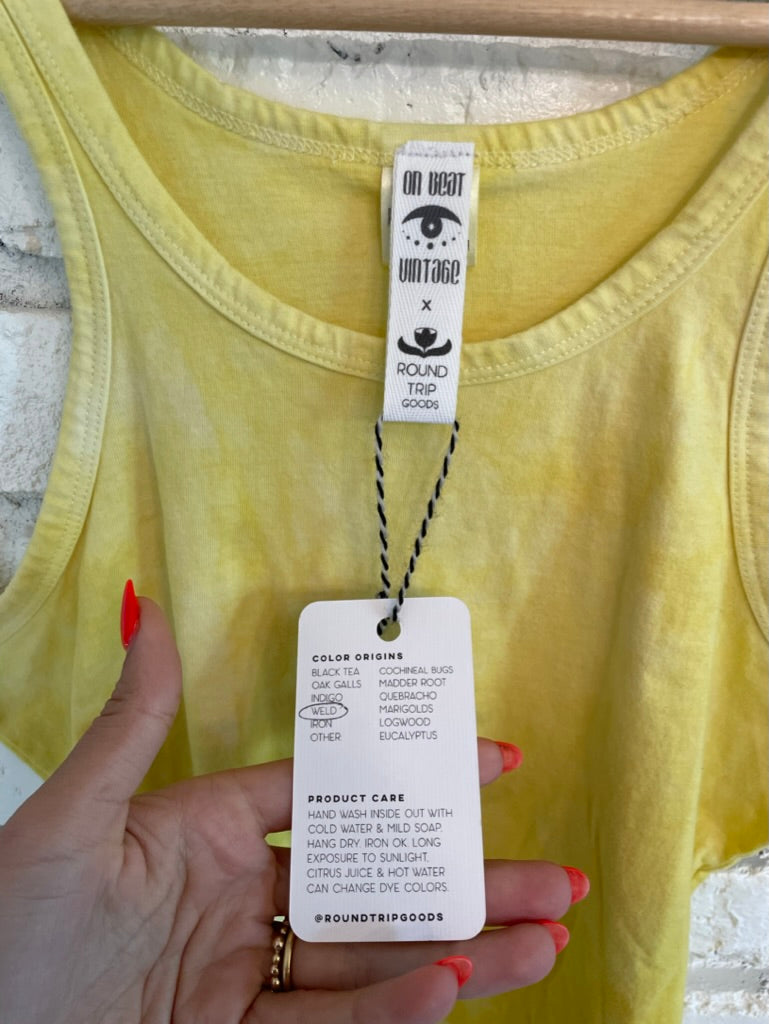 ON BEAT
VINTAGE
X
ROUND
TRIP
GOODS
COLOR ORIGINS
BLACK TEA
OAK GALLS
INDIGO
WELD
IRON
OTHER
COCHINEAL BUGS
MADDER ROOT
QUEBRACHO
MARIGOLDS
LOGWOOD
EUCALYPTUS
PRODUCT CARE
HAND WASH INSIDE OUT WITH
COLD WATER & MILD SOAP.
HANG DRY. IRON OK. LONG
EXPOSURE TO SUNLIGHT,
CITRUS JUICE & HOT WATER
CAN CHANGE DYE COLORS.
@ROUNDTRIPGOODS